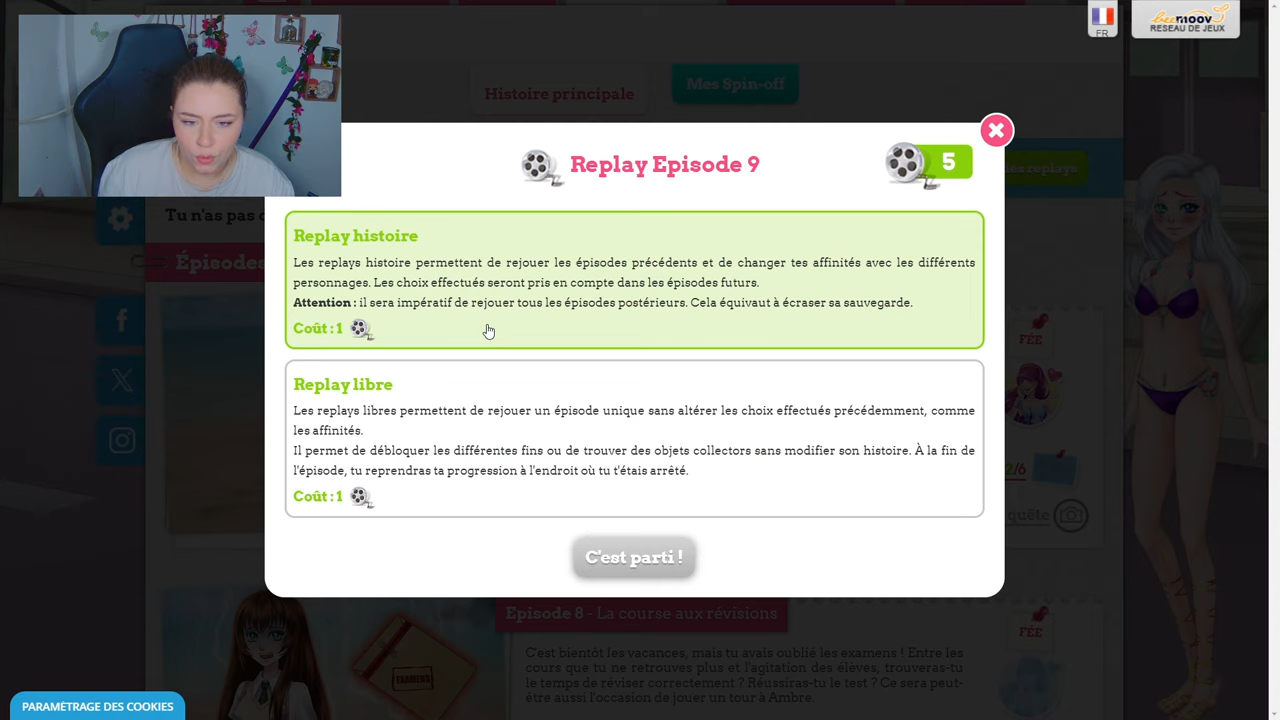 FR
beemoov
RESEAU DE JEUX
Histoire principale
Mes Spin-off
Replay Episode 9
5
replays
Tu n'as pas
Épisodes
Replay histoire
Les replays histoire permettent de rejouer les épisodes précédents et de changer tes affinités avec les différents
personnages. Les choix effectués seront pris en compte dans les épisodes futurs.
Attention : il sera impératif de rejouer tous les épisodes postérieurs. Cela équivaut à écraser sa sauvegarde.
Coût : 1
Replay libre
Les replays libres permettent de rejouer un épisode unique sans altérer les choix effectués précédemment, comme
les affinités.
Il permet de débloquer les différentes fins ou de trouver des objets collectors sans modifier son histoire. À la fin de
l'épisode, tu reprendras ta progression à l'endroit où tu t'étais arrêté.
Coût : 1
FÉE
2/6
quête
C'est parti !
Episode 8 - La course aux révisions
FÉE
C'est bientôt les vacances, mais tu avais oublié les examens ! Entre les
cours que tu ne retrouves plus et l'agitation des élèves, trouveras-tu
le temps de réviser correctement ? Réussiras-tu le test ? Ce sera peut-
être aussi l'occasion de jouer un tour à Ambre.
EXAMENS
PARAMÉTRAGE DES COOKIES